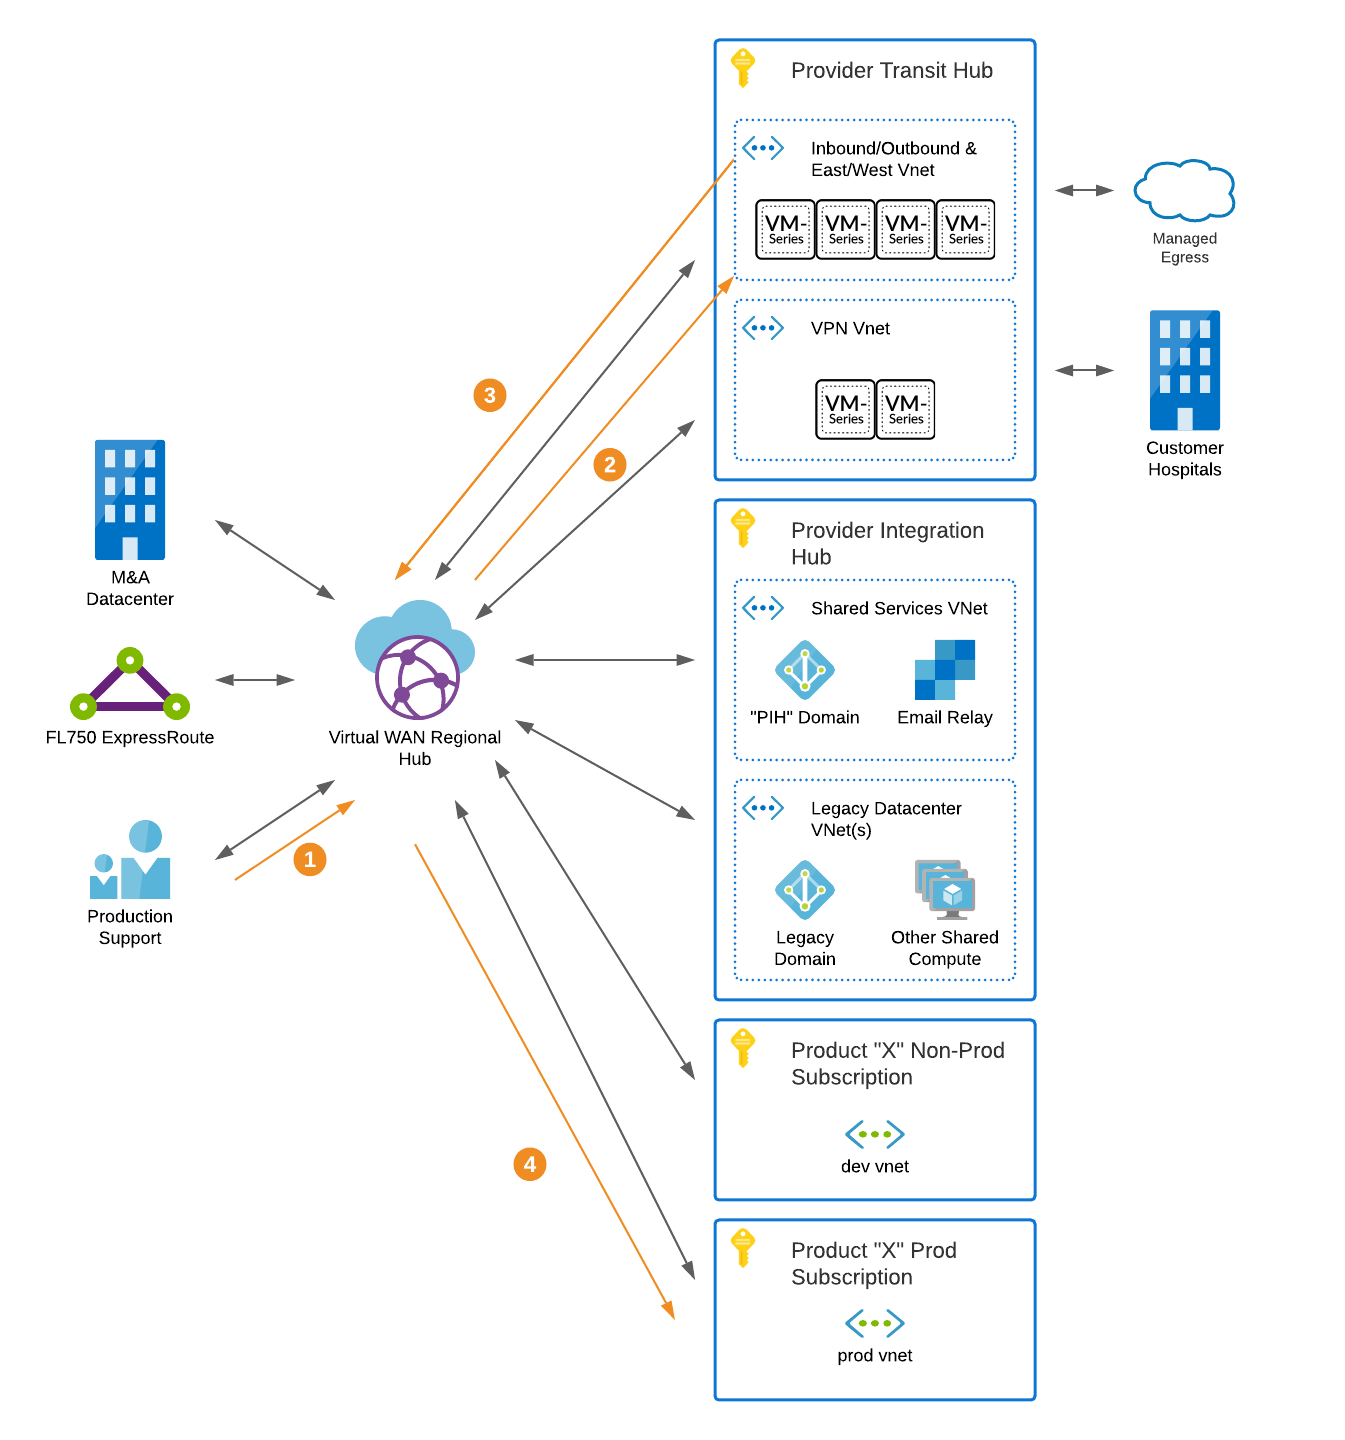 Provider Transit Hub
Inbound/Outbound &
East/West Vnet
VM-
Series
VM-
Series
VM-
Series
VM-
Series
Managed
Egress
VPN Vnet
VM-
Series
VM-
Series
Customer
Hospitals
3
2
M&A
Datacenter
FL750 ExpressRoute
Virtual WAN Regional
Hub
1
Production
Support
4
Provider Integration
Hub
Shared Services VNet
"PIH" Domain
Email Relay
Legacy Datacenter
VNet(s)
Legacy
Domain
Other Shared
Compute
Product "X" Non-Prod
Subscription
dev vnet
Product "X" Prod
Subscription
prod vnet